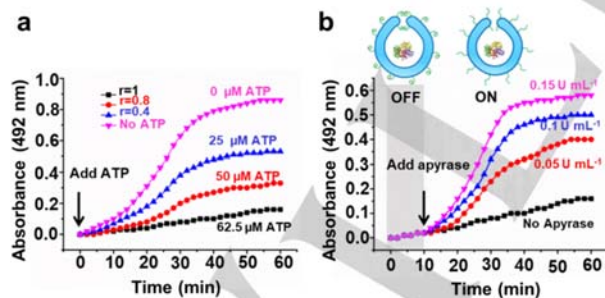 a
Absorbance (492 nm)
1.0
0.8
0.6
0.4
0.2
0.0
r=1
r=0.8
r=0.4
No ATP
0 µM ATP
25 µM ATP
50 µM ATP
62.5 µM ATP
Add ATP
0 10 20 30 40 50 60
Time (min)
b
OFF
ON
Absorbance (492 nm)
0.6
0.5
0.4
0.3
0.2
0.1
0.0
0.15 U mL⁻¹
0.1 U mL⁻¹
0.05 U mL⁻¹
Add apyrase
No Apyrase
0 10 20 30 40 50 60
Time (min)